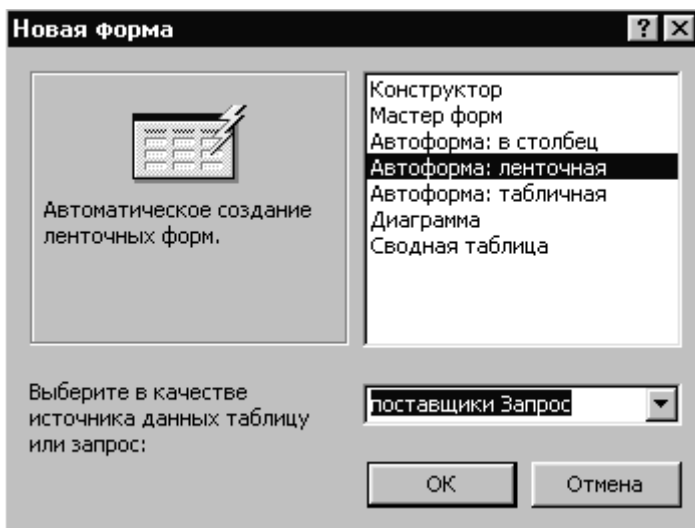 Новая форма
Конструктор
Мастер форм
Автоформа: в столбец
Автоформа: ленточная
Автоформа: табличная
Диаграмма
Сводная таблица
Автоматическое создание
ленточных форм.
Выберите в качестве
источника данных таблицу
или запрос:
поставщики Запрос
ОК
Отмена